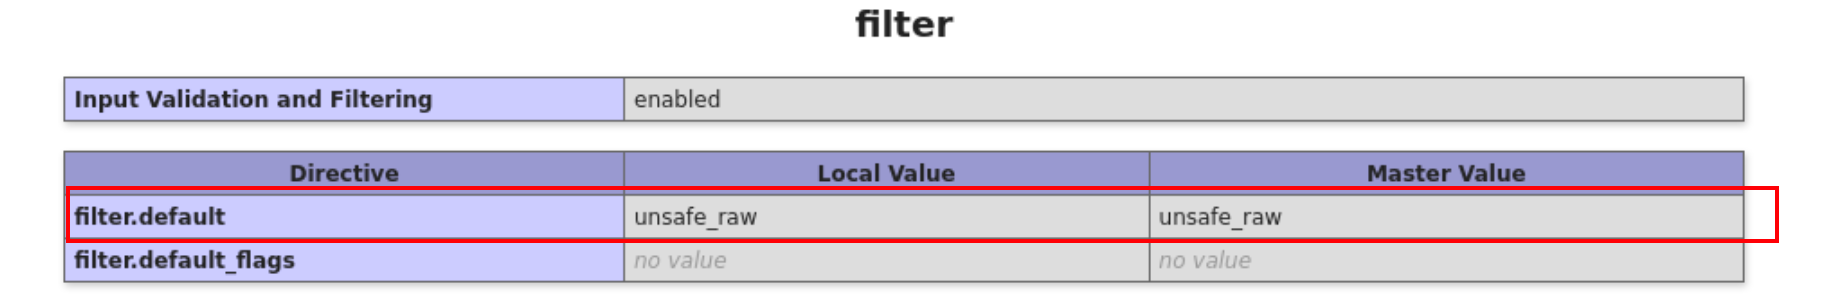 filter
Input Validation and Filtering enabled
Directive Local Value Master Value
filter.default unsafe_raw unsafe_raw
filter.default_flags no value no value